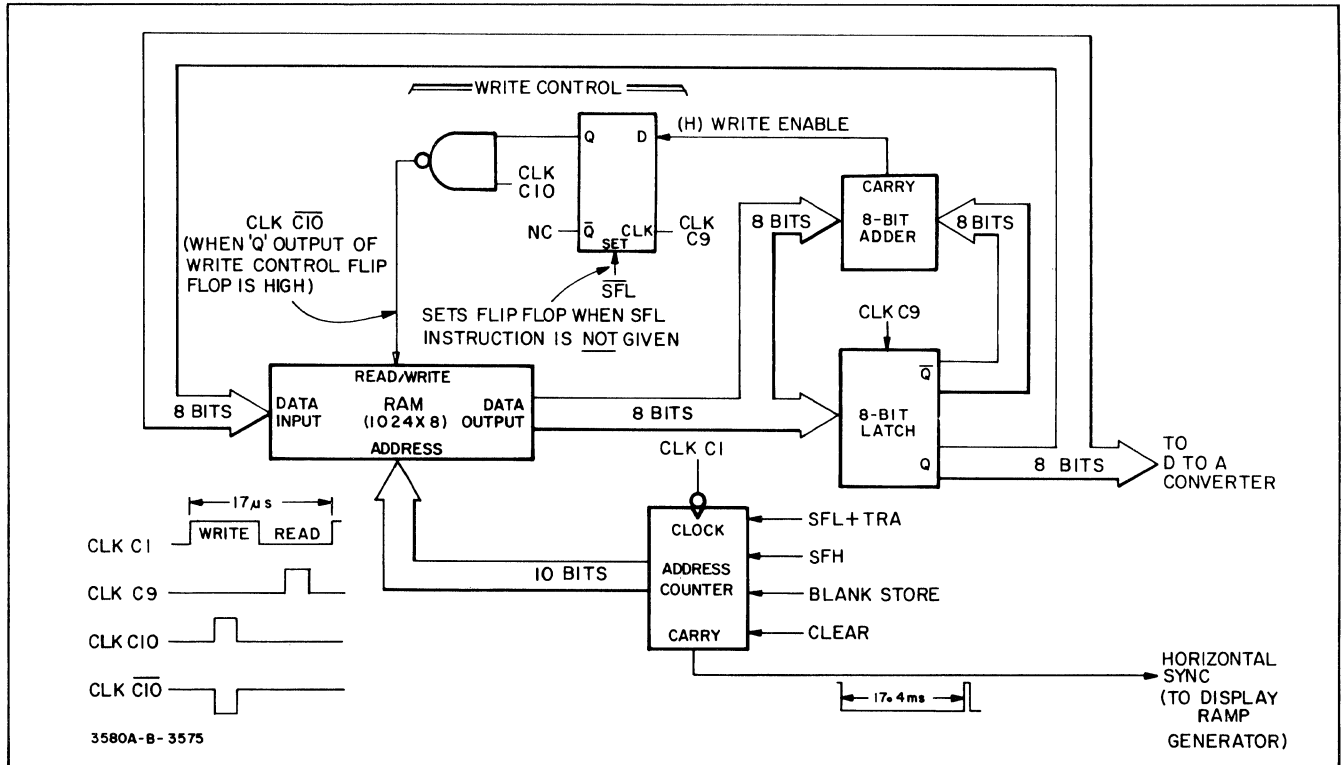 WRITE CONTROL
(H) WRITE ENABLE
Q
D
CLK
C10
CLK C̅1̅0̅
(WHEN 'Q' OUTPUT OF
WRITE CONTROL FLIP
FLOP IS HIGH)
NC
Q̅
CLK
SET
CLK
C9
S̅F̅L̅
SETS FLIP FLOP WHEN SFL
INSTRUCTION IS NOT GIVEN
CARRY
8-BIT
ADDER
8 BITS
8 BITS
CLK C9
Q̅
8-BIT
LATCH
Q
8 BITS
TO
D TO A
CONVERTER
READ/WRITE
RAM
(1024X8)
DATA
INPUT
DATA
OUTPUT
ADDRESS
8 BITS
8 BITS
CLK C1
CLOCK
ADDRESS
COUNTER
CARRY
SFL+TRA
SFH
BLANK STORE
CLEAR
10 BITS
17µs
CLK C1
WRITE
READ
CLK C9
CLK C10
CLK C̅1̅0̅
17.4ms
HORIZONTAL
SYNC
(TO DISPLAY
RAMP
GENERATOR)
3580A-B-3575